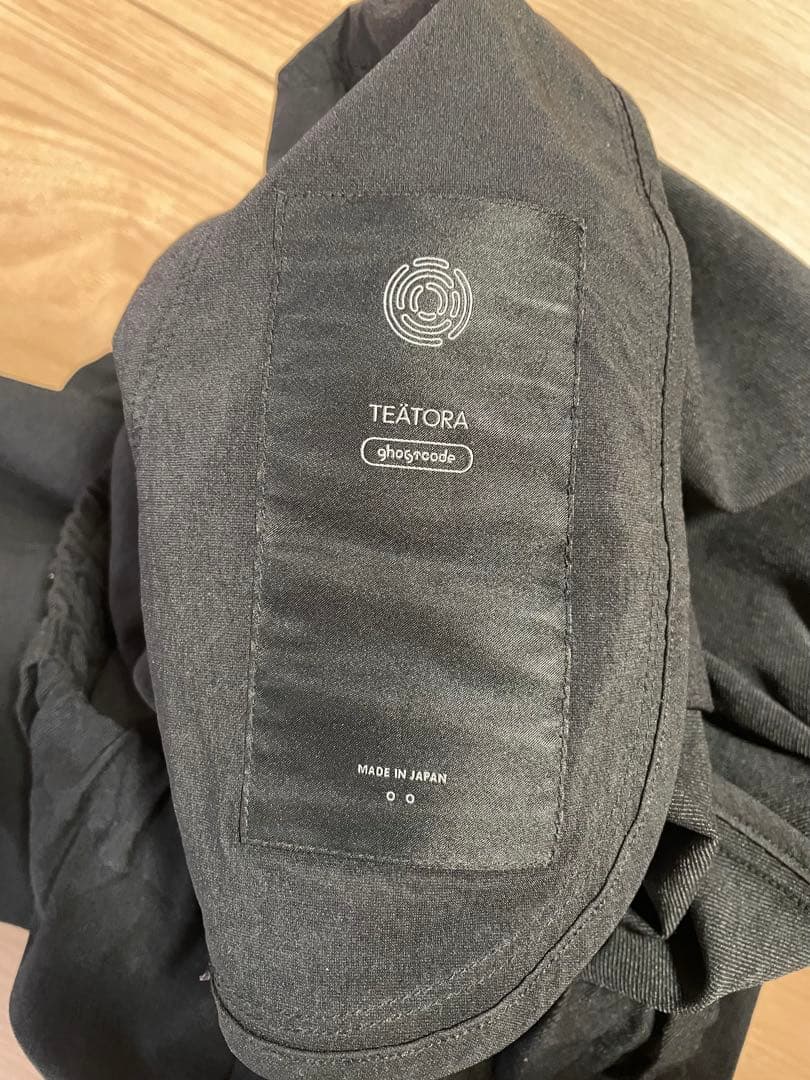 TEÄTORA
ghostcode
MADE IN JAPAN
o o